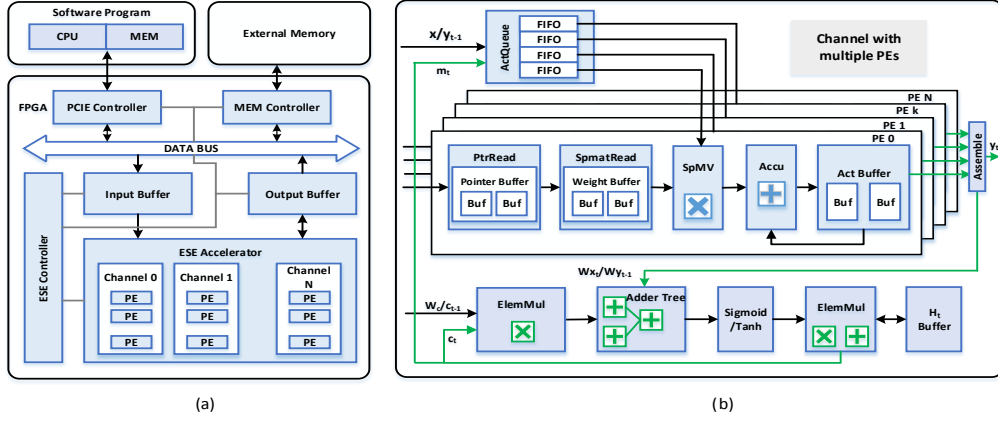 Software Program
CPU MEM
External Memory
FPGA
PCIE Controller
MEM Controller
DATA BUS
Input Buffer
Output Buffer
ESE Controller
ESE Accelerator
Channel 0
PE
PE
PE
Channel 1
PE
PE
PE
Channel
N
PE
PE
PE
(a)
x/yt-1
mt
ActQueue
FIFO
FIFO
FIFO
FIFO
Channel with
multiple PEs
PE N
PE k
PE 1
PE 0
PtrRead
Pointer Buffer
Buf Buf
SpmatRead
Weight Buffer
Buf Buf
SpMV
Accu
Act Buffer
Buf Buf
Assemble
yt
Wxt/Wyt-1
Wc/ct-1
ct
ElemMul
Adder Tree
Sigmoid
/Tanh
ElemMul
Ht
Buffer
(b)